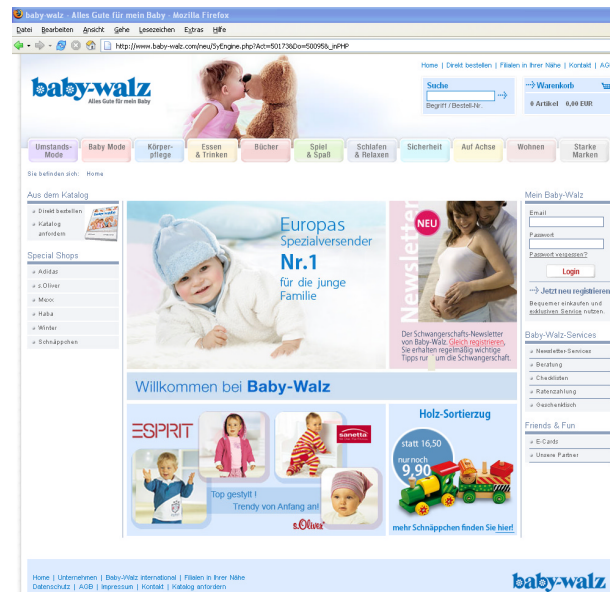 baby-walz - Alles Gute für mein Baby - Mozilla Firefox
Datei Bearbeiten Ansicht Gehe Lesezeichen Extras Hilfe
http://www.baby-walz.com/neu/SyEngine.php?Act=50173&Do=50095&_inPHP
Home | Direkt bestellen | Filialen in Ihrer Nähe | Kontakt | AG
baby-walz
Alles Gute für mein Baby
Suche
Begriff / Bestell-Nr.
Warenkorb
0 Artikel 0,00 EUR
Umstands-
Mode
Baby Mode
Körper-
pflege
Essen
& Trinken
Bücher
Spiel
& Spaß
Schlafen
& Relaxen
Sicherheit
Auf Achse
Wohnen
Starke
Marken
Sie befinden sich: Home
Aus dem Katalog
Direkt bestellen
Katalog
anfordern
Special Shops
Adidas
s.Oliver
Mexx
Haba
Winter
Schnäppchen
Europas
Spezialversender
Nr.1
für die junge
Familie
Newsletter
NEU
Der Schwangerschafts-Newsletter
von Baby-Walz. Gleich registrieren,
Sie erhalten regelmäßig wichtige
Tipps rund um die Schwangerschaft.
Willkommen bei Baby-Walz
ESPRIT
sanetta
Top gestylt !
Trendy von Anfang an!
s.Oliver
Holz-Sortierzug
statt 16,50
nur noch
9,90
mehr Schnäppchen finden Sie hier!
Mein Baby-Walz
Email
Passwort
Passwort vergessen?
Login
Jetzt neu registrieren
Bequemer einkaufen und
exklusiven Service nutzen.
Baby-Walz-Services
Newsletter-Services
Beratung
Checklisten
Ratenzahlung
Geschenktisch
Friends & Fun
E-Cards
Unsere Partner
Home | Unternehmen | Baby-Walz international | Filialen in Ihrer Nähe
Datenschutz | AGB | Impressum | Kontakt | Katalog anfordern
baby-walz